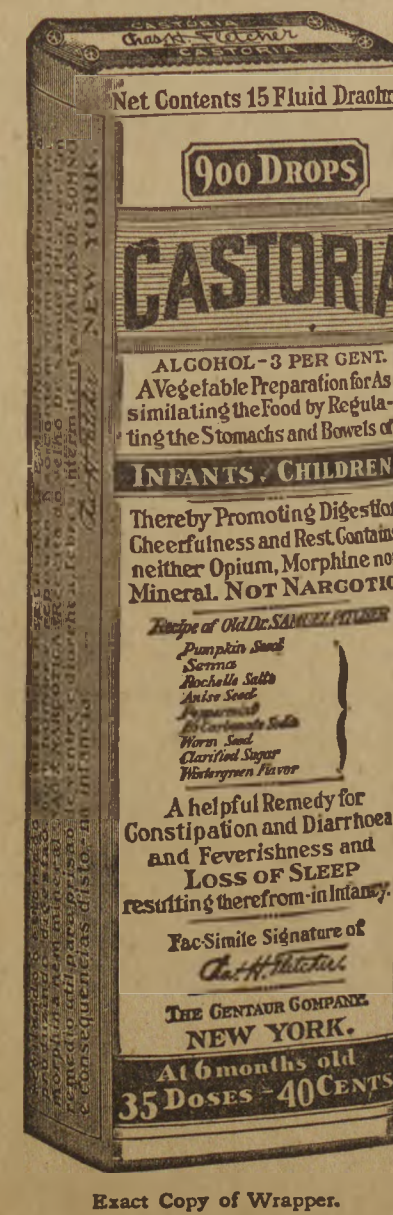 CASTORIA
Chas. H. Fletcher
CASTORIA
Net Contents 15 Fluid Drachm
900 DROPS
CASTORIA
ALCOHOL-3 PER CENT.
A Vegetable Preparation for As
similating the Food by Regula-
ting the Stomachs and Bowels of
INFANTS, CHILDREN
Thereby Promoting Digestion
Cheerfulness and Rest. Contains
neither Opium, Morphine no
Mineral. NOT NARCOTIC
Recipe of Old Dr. SAMUEL PITCHER
Pumpkin Seed
Senna
Rochelle Salts
Anise Seed
Peppermint
Bi Carbonate Soda
Worm Seed
Clarified Sugar
Wintergreen Flavor
A helpful Remedy for
Constipation and Diarrhoea
and Feverishness and
LOSS OF SLEEP
resulting therefrom-in Infancy.
Fac-Simile Signature of
Chas. H. Fletcher.
THE CENTAUR COMPANY.
NEW YORK.
At 6 months old
35 DOSES - 40 CENTS
NEW YORK.
Exact Copy of Wrapper.